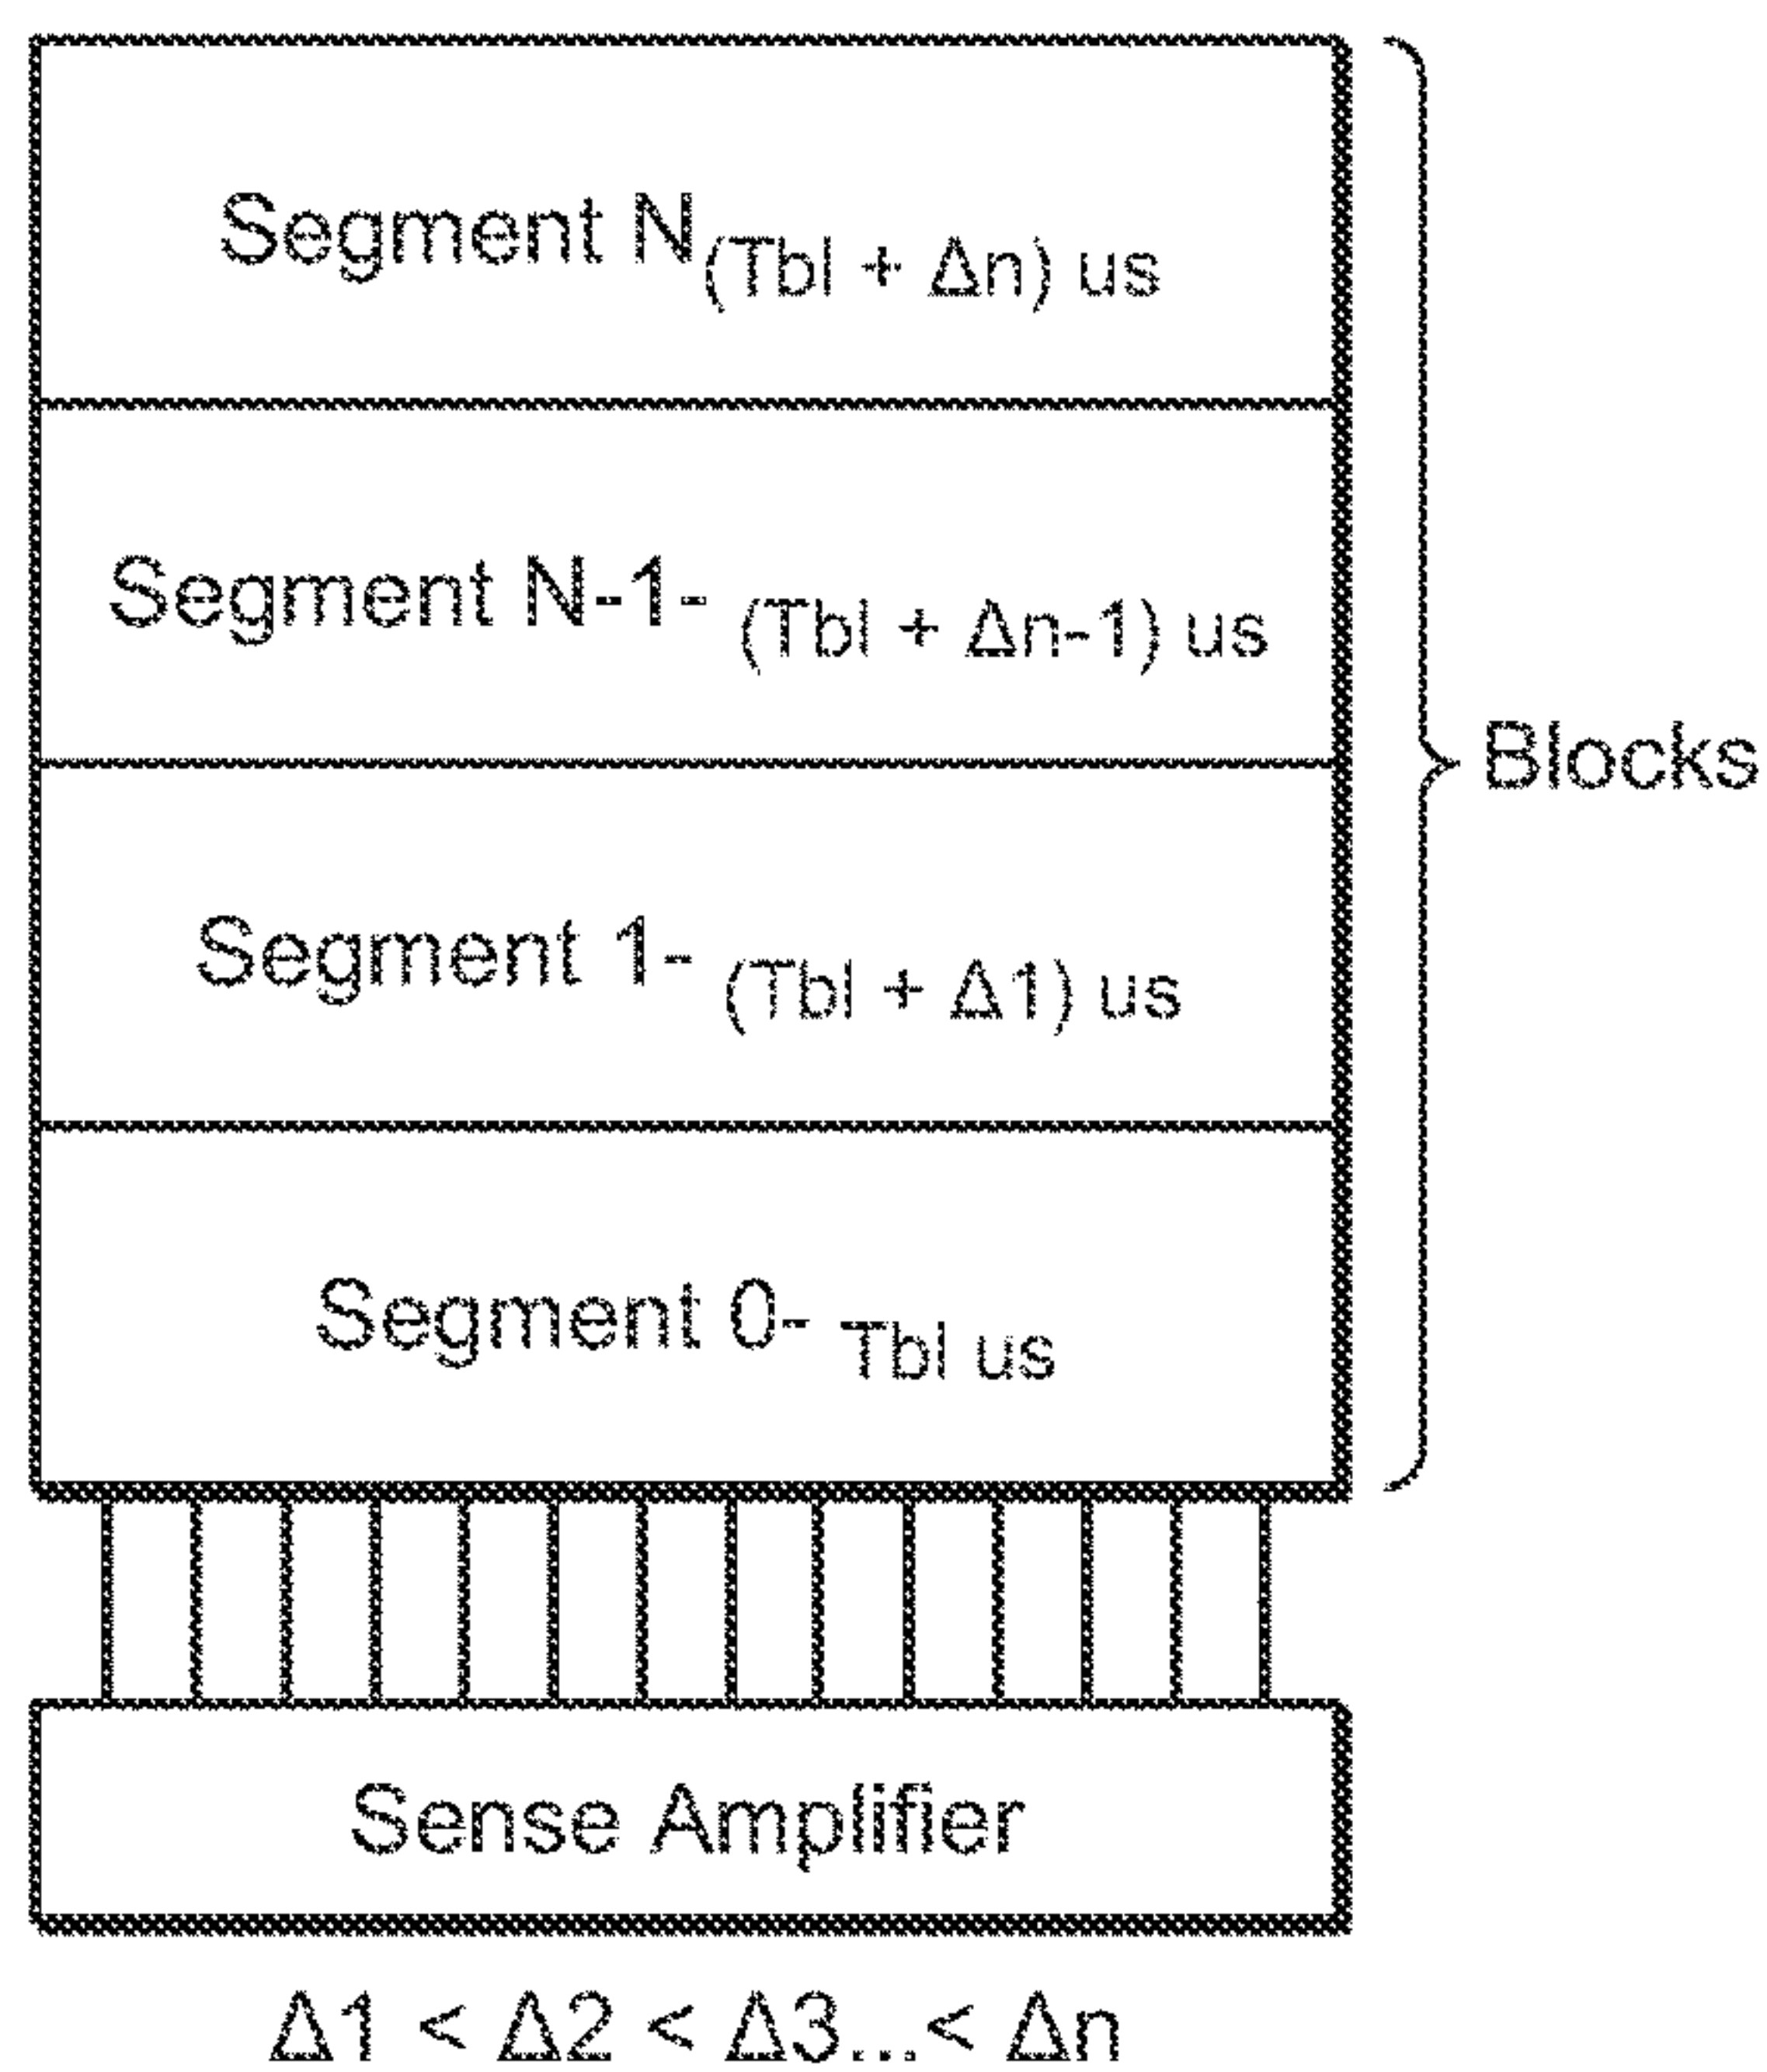 Segment N(Tbl + Δn) us
Segment N-1- (Tbl + Δn-1) us
Blocks
Segment 1- (Tbl + Δ1) us
Segment 0- Tbl us
Sense Amplifier
Δ1 < Δ2 < Δ3...< Δn